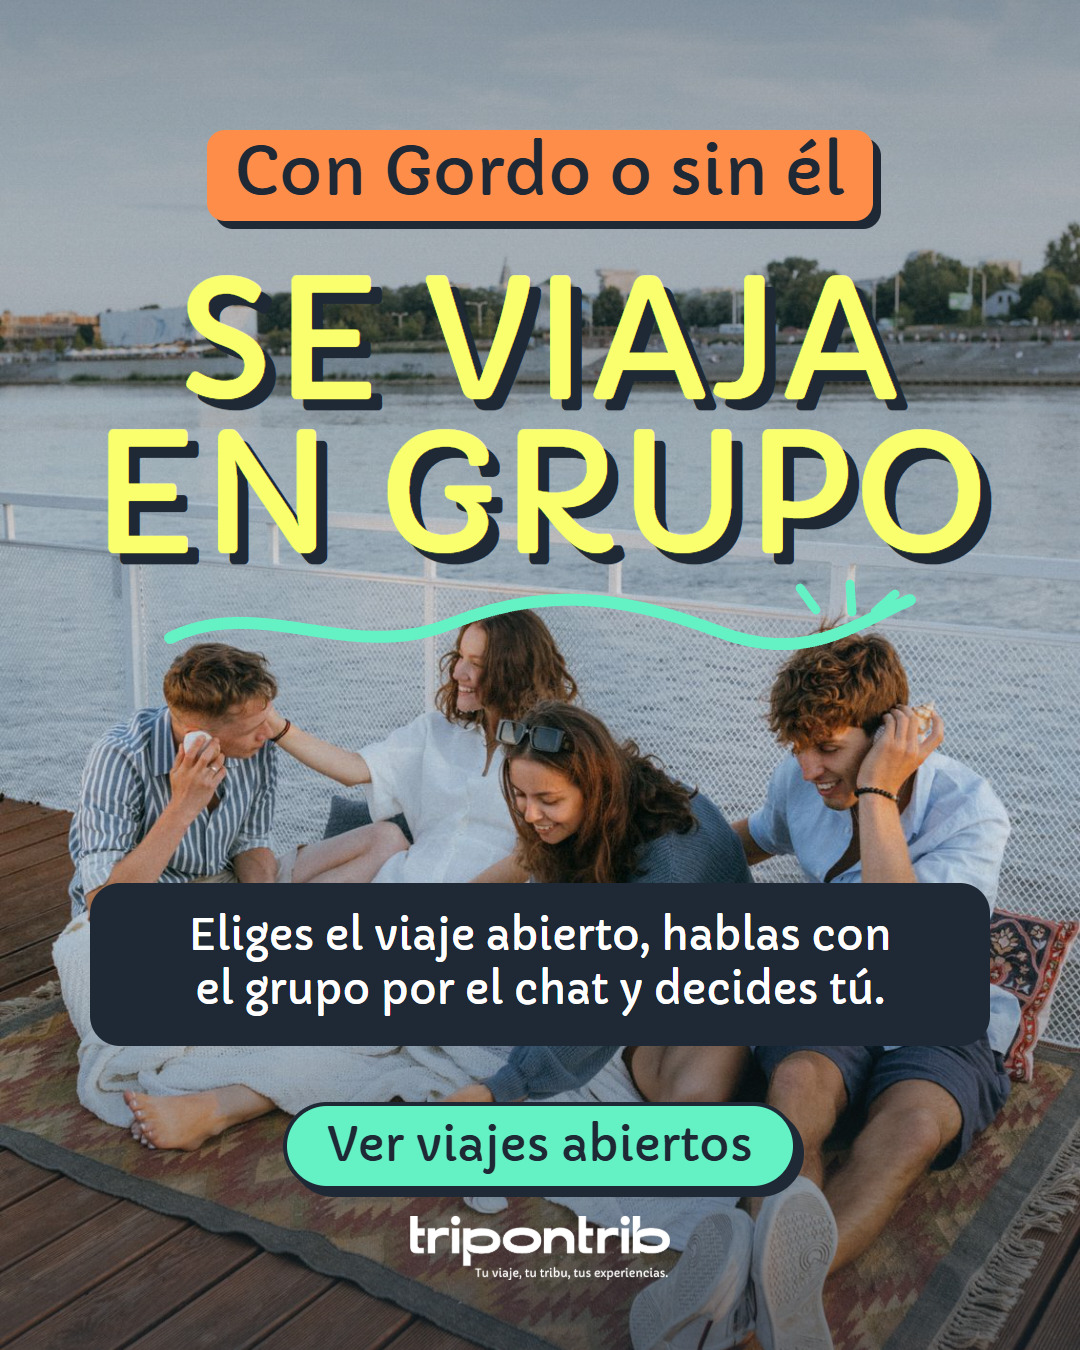 Con Gordo o sin él
SE VIAJA
EN GRUPO
Eliges el viaje abierto, hablas con
el grupo por el chat y decides tú.
Ver viajes abiertos
tripontrib
Tu viaje, tu tribu, tus experiencias.